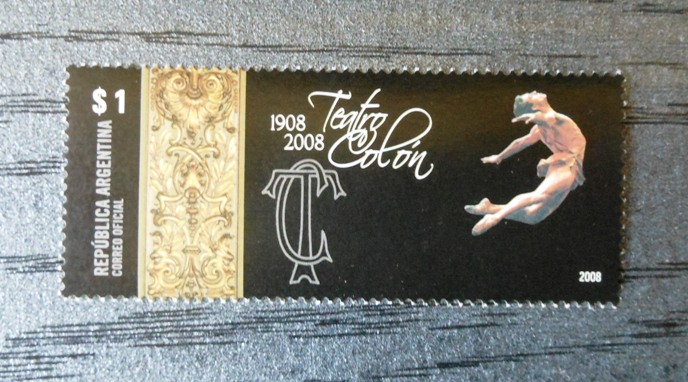 $1
REPÚBLICA ARGENTINA
CORREO OFICIAL
1908
2008
Teatro
Colón
TC
2008